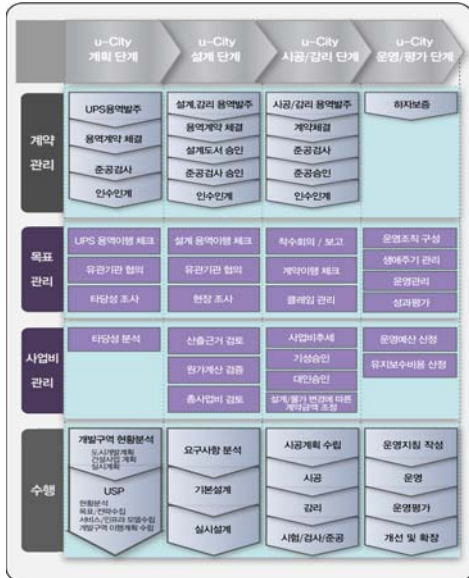 u-City
계획 단계
u-City
설계 단계
u-City
시공/감리 단계
u-City
운영/평가 단계
계약
관리
UPS용역발주
용역계약 체결
준공검사
인수인계
설계,감리 용역발주
용역계약 체결
설계도서 승인
준공검사 승인
인수인계
시공/감리 용역발주
계약체결
준공검사
준공승인
인수인계
하자보증
목표
관리
UPS 용역이행 체크
유관기관 협의
타당성 조사
설계 용역이행 체크
유관기관 협의
현장 조사
착수회의 / 보고
계약이행 체크
클레임 관리
운영조직 구성
생애주기 관리
운영관리
성과평가
사업비
관리
타당성 분석
산출근거 검토
원가계산 검증
총사업비 검토
사업비추세
기성승인
대안승인
설계/물가 변경에 따른
계약금액 조정
운영예산 산정
유지보수비용 산정
수행
개발구역 현황분석
도시개발계획
건설사업 계획
실시계획
USP
현황분석
목표/전략수립
서비스/인프라 모델수립
개발구역 이행계획 수립
요구사항 분석
기본설계
실시설계
시공계획 수립
시공
감리
시험/검사/준공
운영지침 작성
운영
운영평가
개선 및 확장